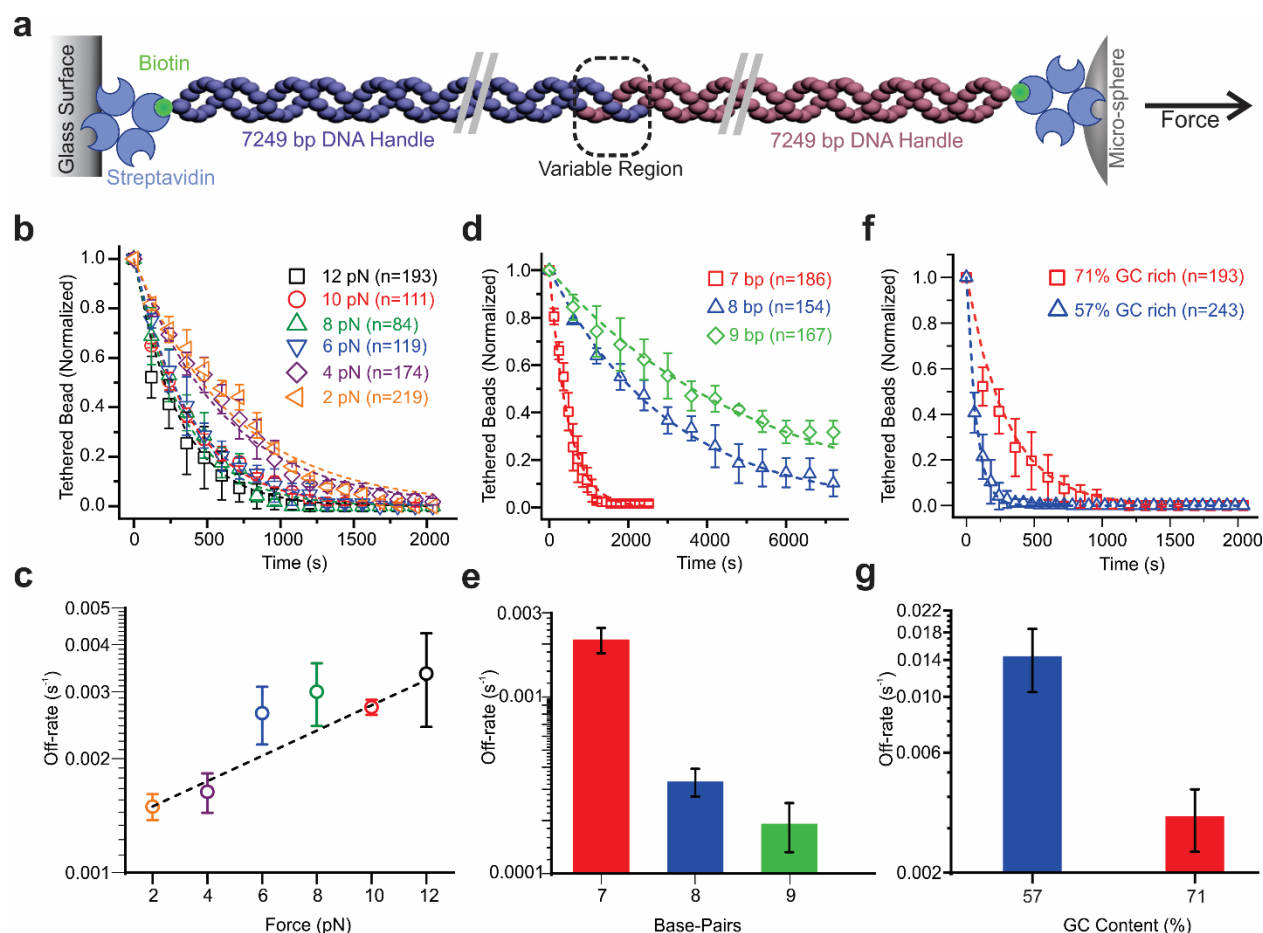 a
Glass Surface
Biotin
Streptavidin
7249 bp DNA Handle
Variable Region
7249 bp DNA Handle
Micro-sphere
Force
b
Tethered Beads (Normalized)
1.0
0.8
0.6
0.4
0.2
0.0
12 pN (n=193)
10 pN (n=111)
8 pN (n=84)
6 pN (n=119)
4 pN (n=174)
2 pN (n=219)
0 500 1000 1500 2000
Time (s)
d
Tethered Beads (Normalized)
1.0
0.8
0.6
0.4
0.2
0.0
7 bp (n=186)
8 bp (n=154)
9 bp (n=167)
0 2000 4000 6000
Time (s)
f
Tethered Beads (Normalized)
1.0
0.8
0.6
0.4
0.2
0.0
71% GC rich (n=193)
57% GC rich (n=243)
0 500 1000 1500 2000
Time (s)
c
Off-rate (s⁻¹)
0.005
0.004
0.003
0.002
0.001
2 4 6 8 10 12
Force (pN)
e
Off-rate (s⁻¹)
0.003
0.001
0.0001
7 8 9
Base-Pairs
g
Off-rate (s⁻¹)
0.022
0.018
0.014
0.010
0.006
0.002
57 71
GC Content (%)